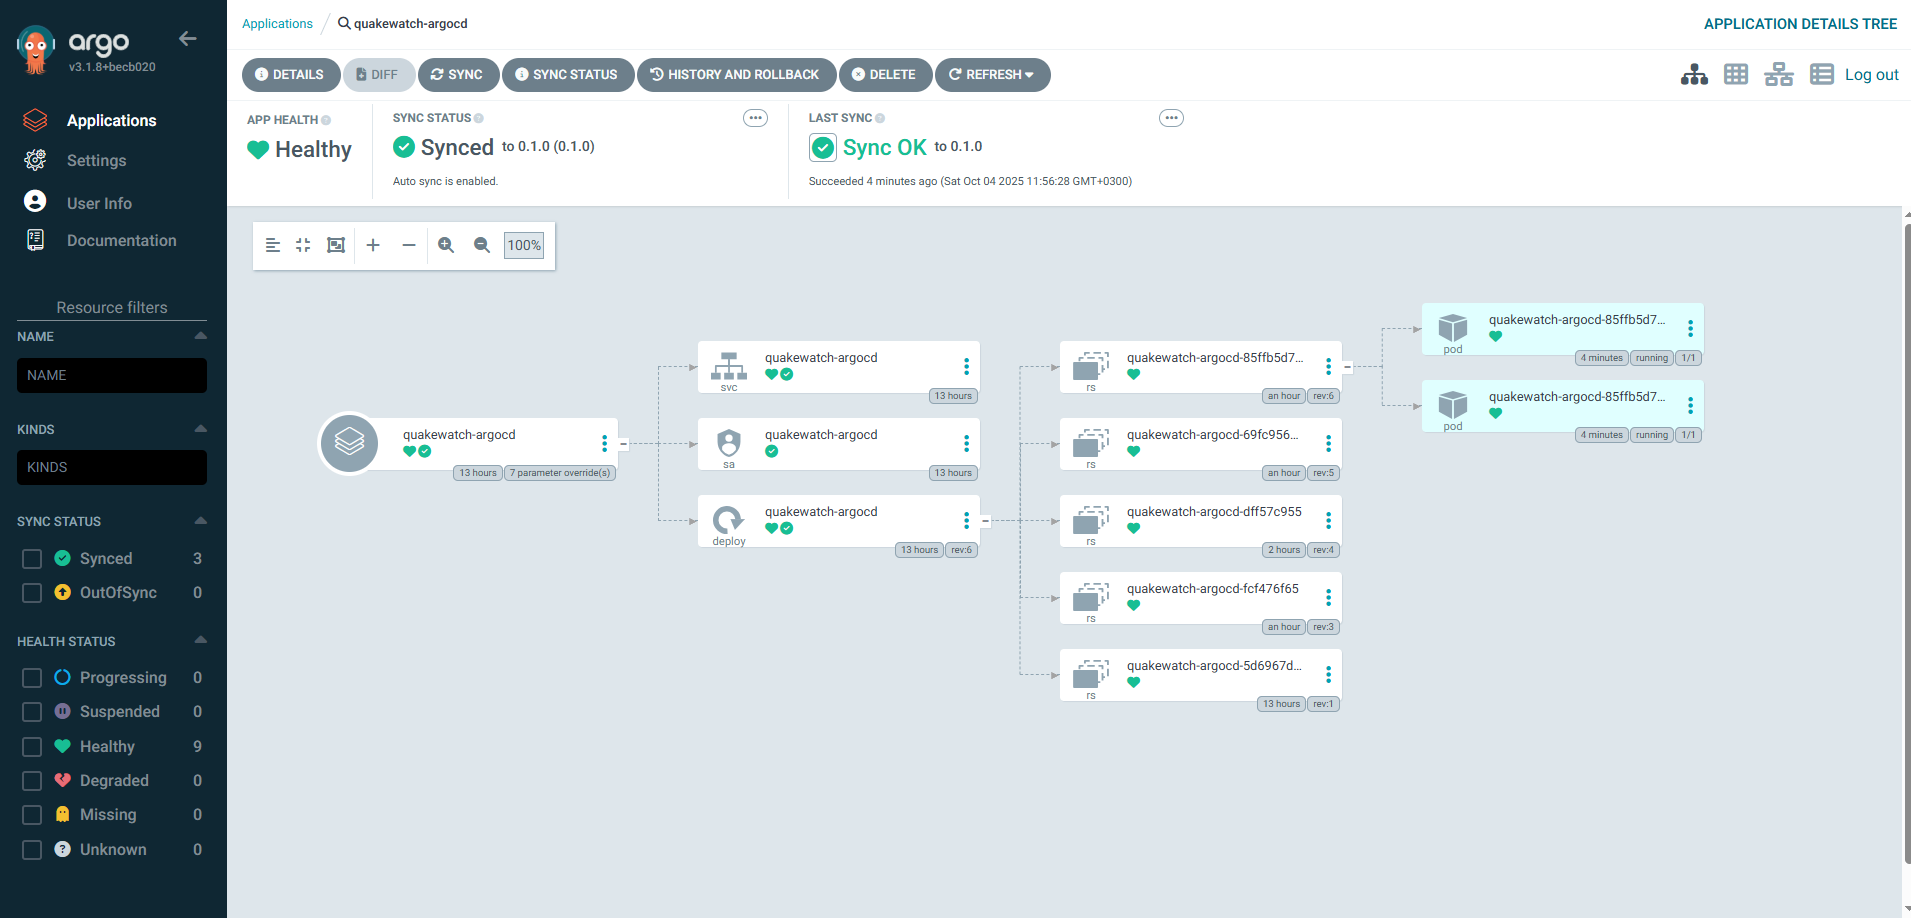 argo
v3.1.8+becb020
Applications
Settings
User Info
Documentation
Resource filters
NAME
NAME
KINDS
KINDS
SYNC STATUS
Synced 3
OutOfSync 0
HEALTH STATUS
Progressing 0
Suspended 0
Healthy 9
Degraded 0
Missing 0
Unknown 0
Applications / quakewatch-argocd
APPLICATION DETAILS TREE
DETAILS DIFF SYNC SYNC STATUS HISTORY AND ROLLBACK DELETE REFRESH
Log out
APP HEALTH
Healthy
SYNC STATUS
Synced to 0.1.0 (0.1.0)
Auto sync is enabled.
LAST SYNC
Sync OK to 0.1.0
Succeeded 4 minutes ago (Sat Oct 04 2025 11:56:28 GMT+0300)
100%
quakewatch-argocd
13 hours 7 parameter override(s)
quakewatch-argocd
svc
13 hours
quakewatch-argocd
sa
13 hours
quakewatch-argocd
deploy
13 hours rev:6
quakewatch-argocd-85ffb5d7...
rs
an hour rev:6
quakewatch-argocd-69fc956...
rs
an hour rev:5
quakewatch-argocd-dff57c955
rs
2 hours rev:4
quakewatch-argocd-fcf476f65
rs
an hour rev:3
quakewatch-argocd-5d6967d...
rs
13 hours rev:1
quakewatch-argocd-85ffb5d7...
pod
4 minutes running 1/1
quakewatch-argocd-85ffb5d7...
pod
4 minutes running 1/1